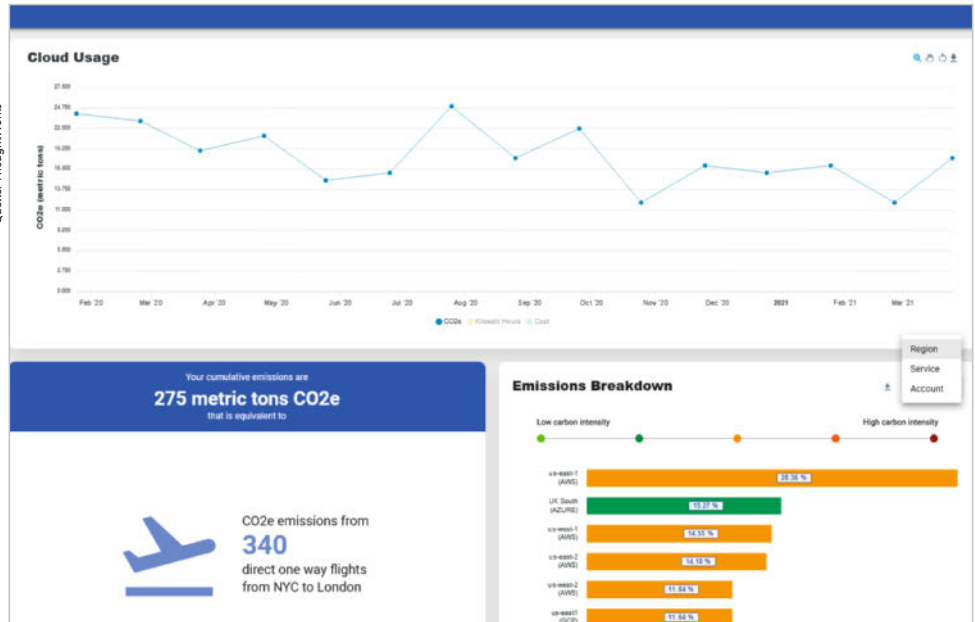 Cloud Usage
CO2e (metric tons)
27.500
24.750
22.000
19.250
16.500
13.750
11.000
2.750
0.000
Feb '20
Mar '20
Apr '20
May '20
Jun '20
Jul '20
Aug '20
Sep '20
Oct '20
Nov '20
Dec '20
2021
Feb '21
Mar '21
CO2e
Kilowatt Hours
Cost
Region
Service
Account
Your cumulative emissions are
275 metric tons CO2e
that is equivalent to
CO2e emissions from
340
direct one way flights
from NYC to London
Emissions Breakdown
Low carbon intensity
High carbon intensity
us-east-1
(AWS)
UK South
(AZURE)
us-west-1
(AWS)
14.55 %
us-east-2
(AWS)
14.18 %
us-west-2
(AWS)
11.64 %
us-east1
(GCP)
11.64 %